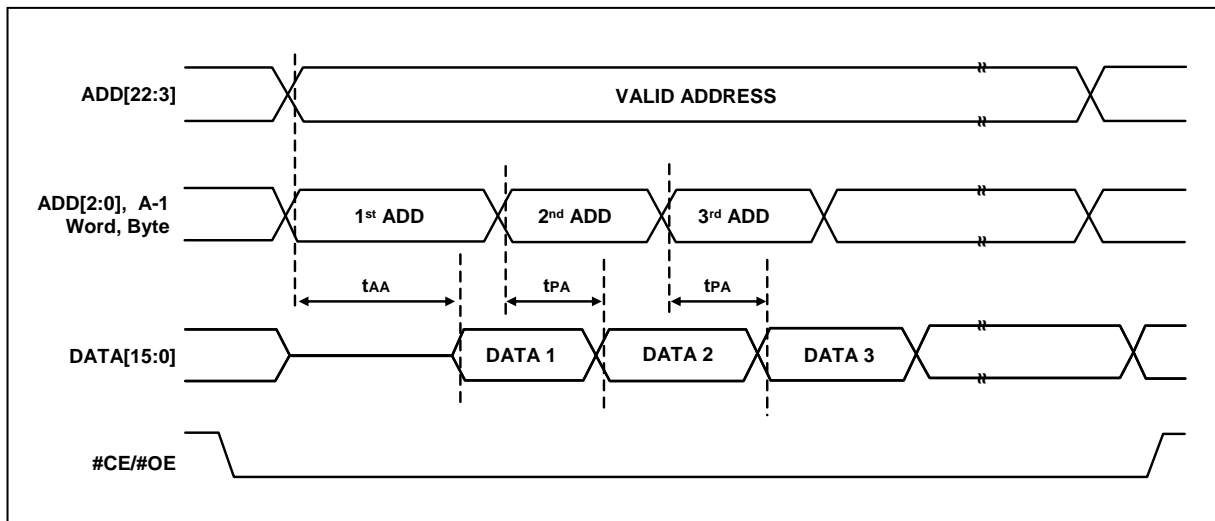 ADD[22:3]
VALID ADDRESS
ADD[2:0], A-1
Word, Byte
1st ADD
2nd ADD
3rd ADD
tAA
tPA
tPA
DATA[15:0]
DATA 1
DATA 2
DATA 3
#CE/#OE